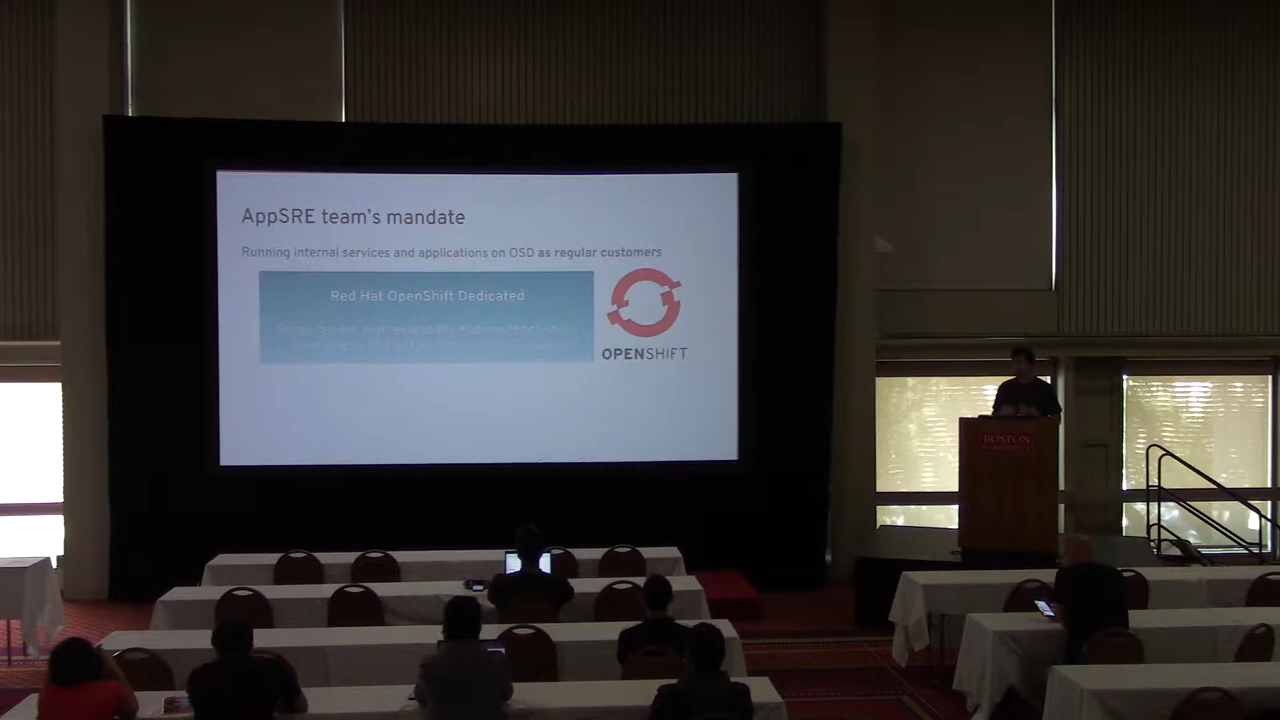 AppSRE team's mandate
Running internal services and applications on OSD as regular customers
Red Hat OpenShift Dedicated
OPENSHIFT
BOSTON